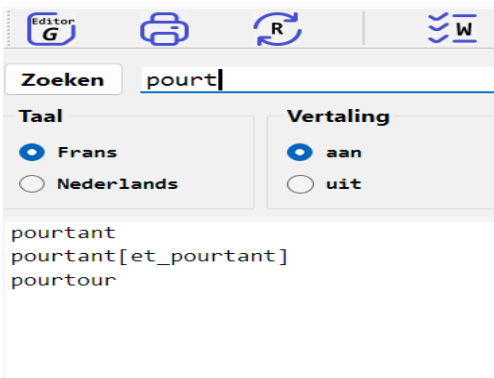 Editor
G R W
Zoeken pourt
Taal Vertaling
Frans aan
Nederlands uit
pourtant
pourtant[et_pourtant]
pourtour